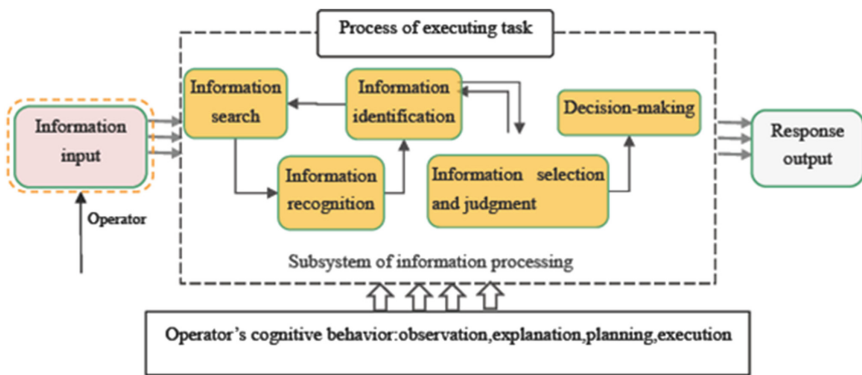 Process of executing task
Information
search
Information
identification
Decision-making
Information
input
Response
output
Information
recognition
Information selection
and judgment
Operator
Subsystem of information processing
Operator's cognitive behavior:observation,explanation,planning,execution